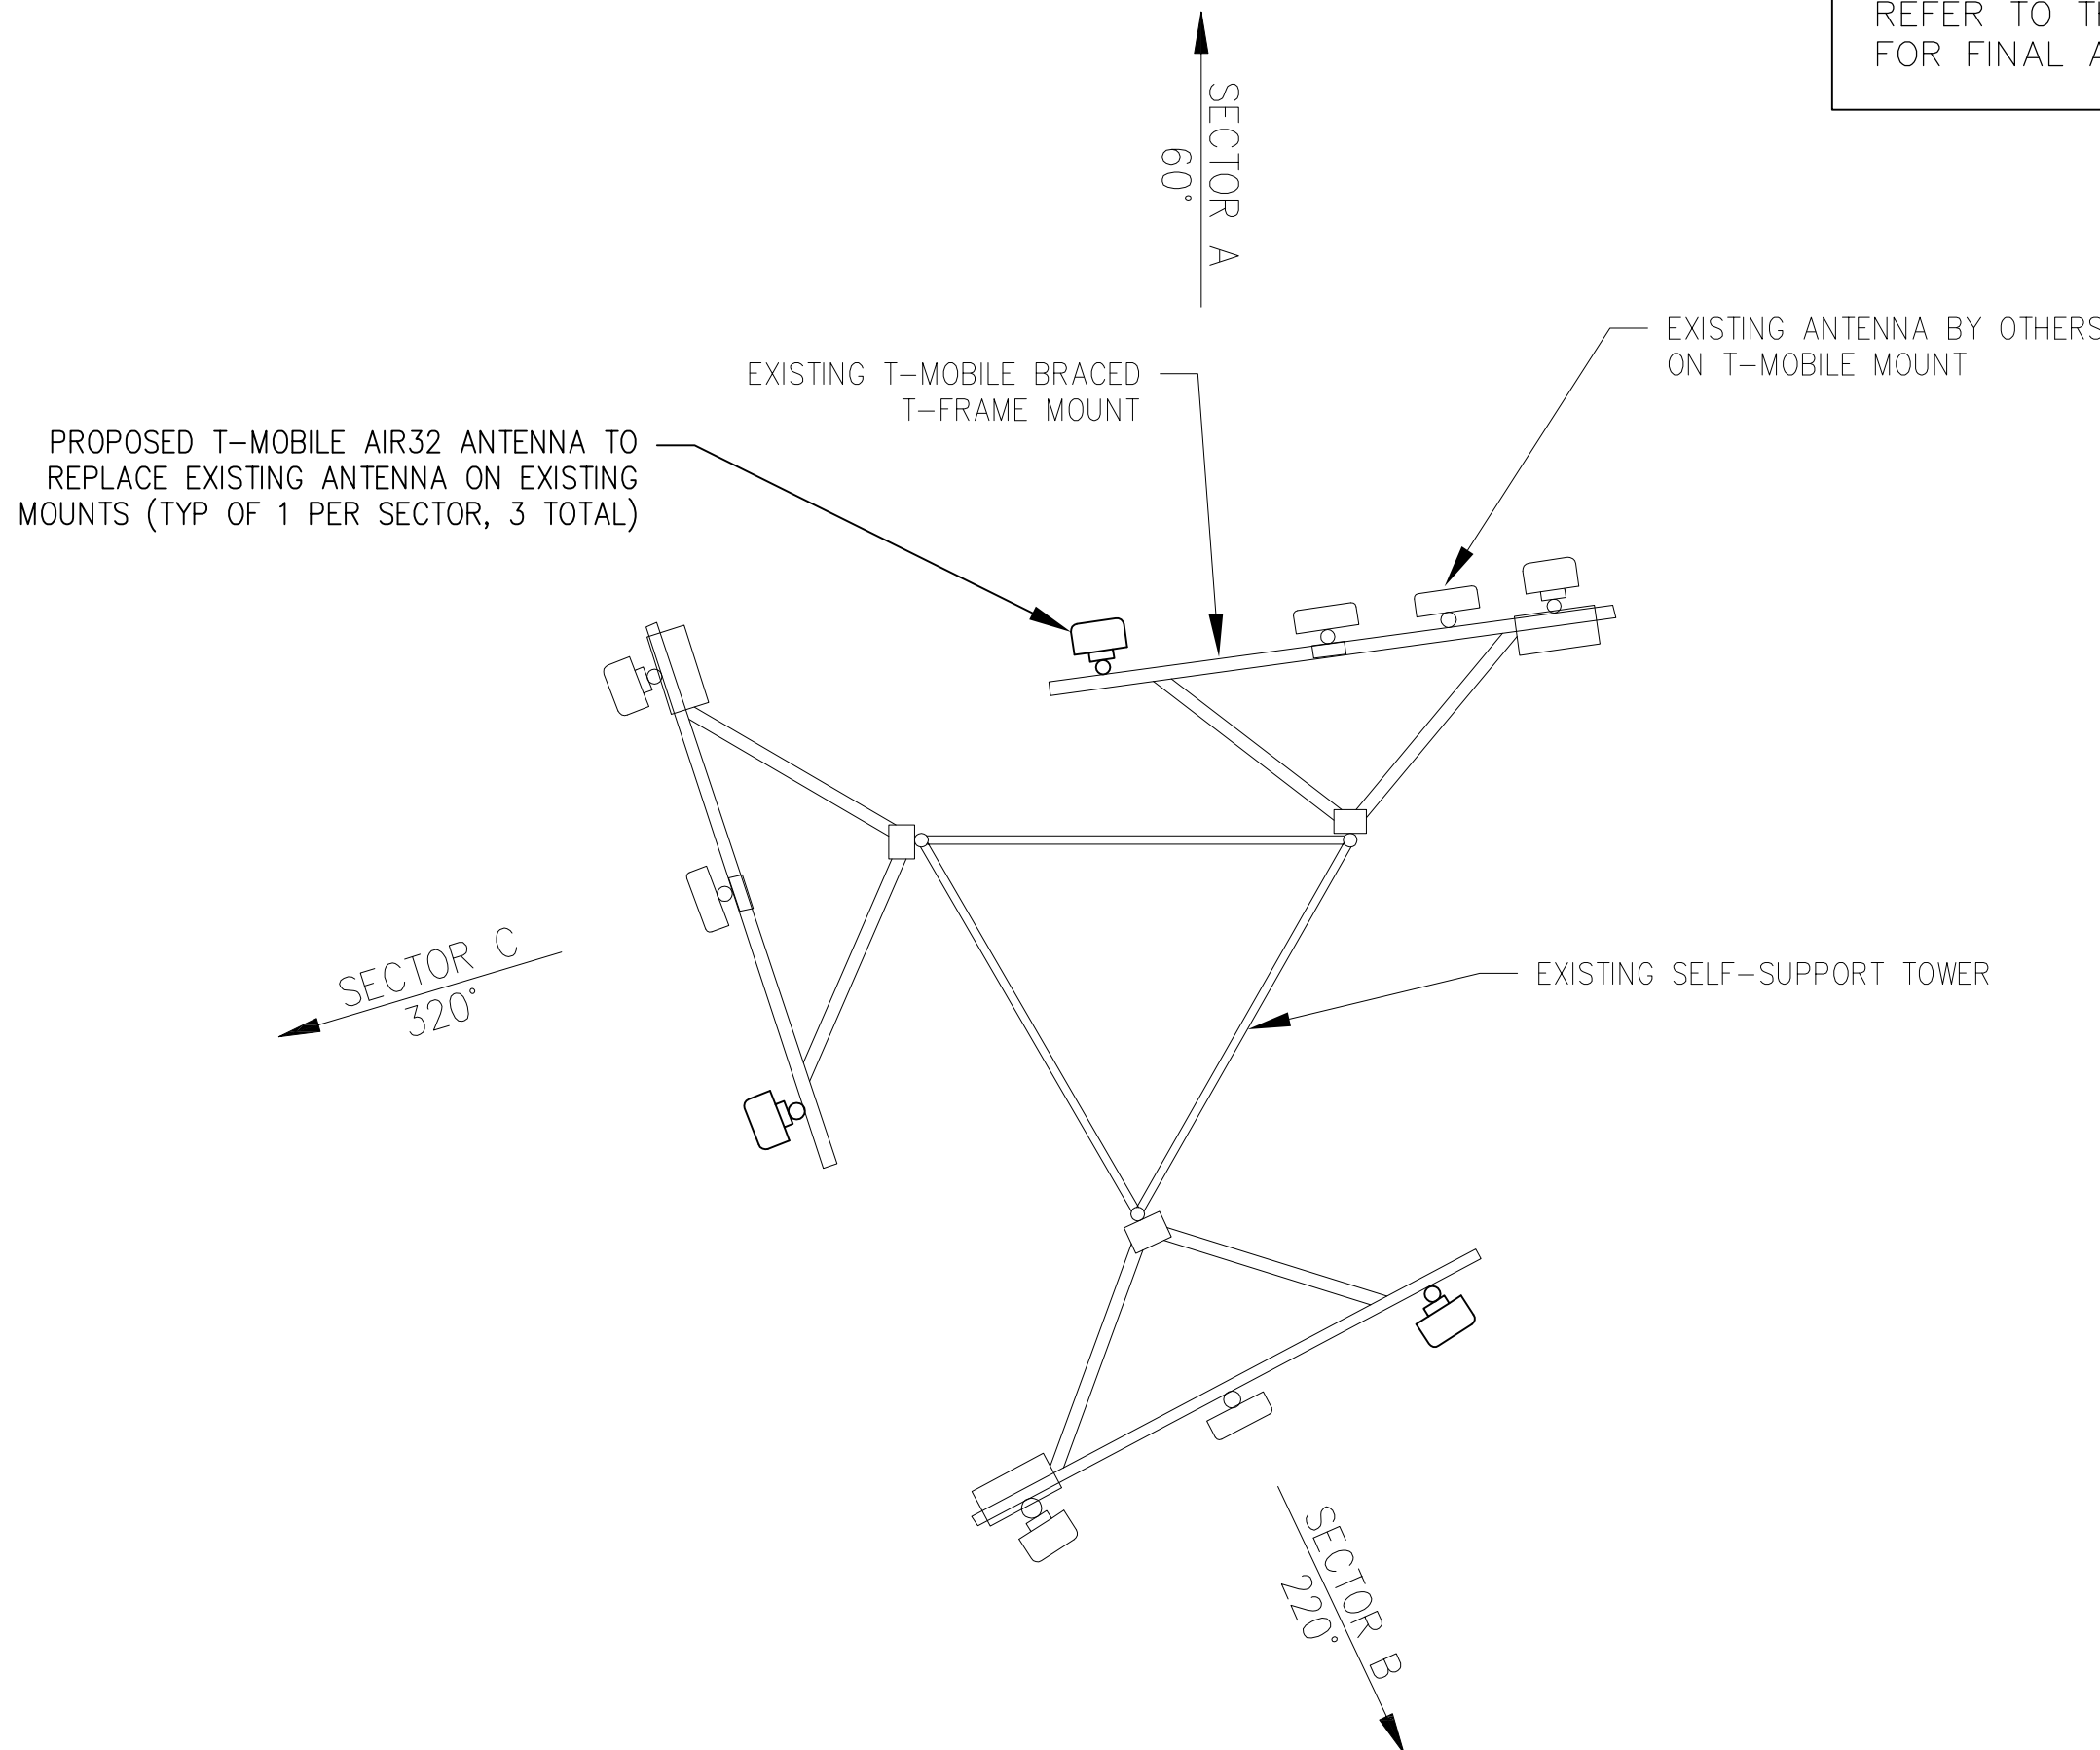 REFER TO
FOR FINAL
SECTOR A
60°
EXISTING ANTENNA BY OTHERS
ON T-MOBILE MOUNT
EXISTING T-MOBILE BRACED
T-FRAME MOUNT
PROPOSED T-MOBILE AIR32 ANTENNA TO
REPLACE EXISTING ANTENNA ON EXISTING
MOUNTS (TYP OF 1 PER SECTOR, 3 TOTAL)
SECTOR C
320°
EXISTING SELF-SUPPORT TOWER
SECTOR B
220°